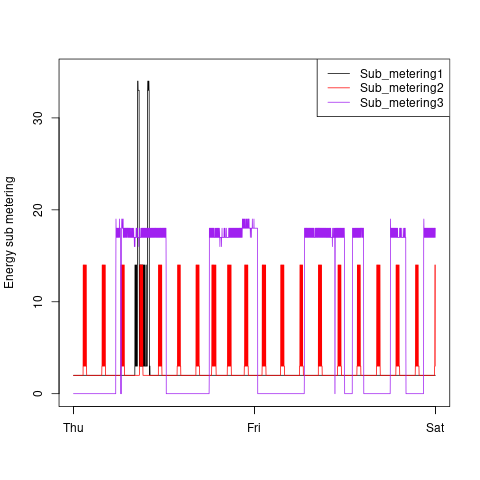 Sub_metering1
Sub_metering2
Sub_metering3
Energy sub metering
30
20
10
0
Thu
Fri
Sat